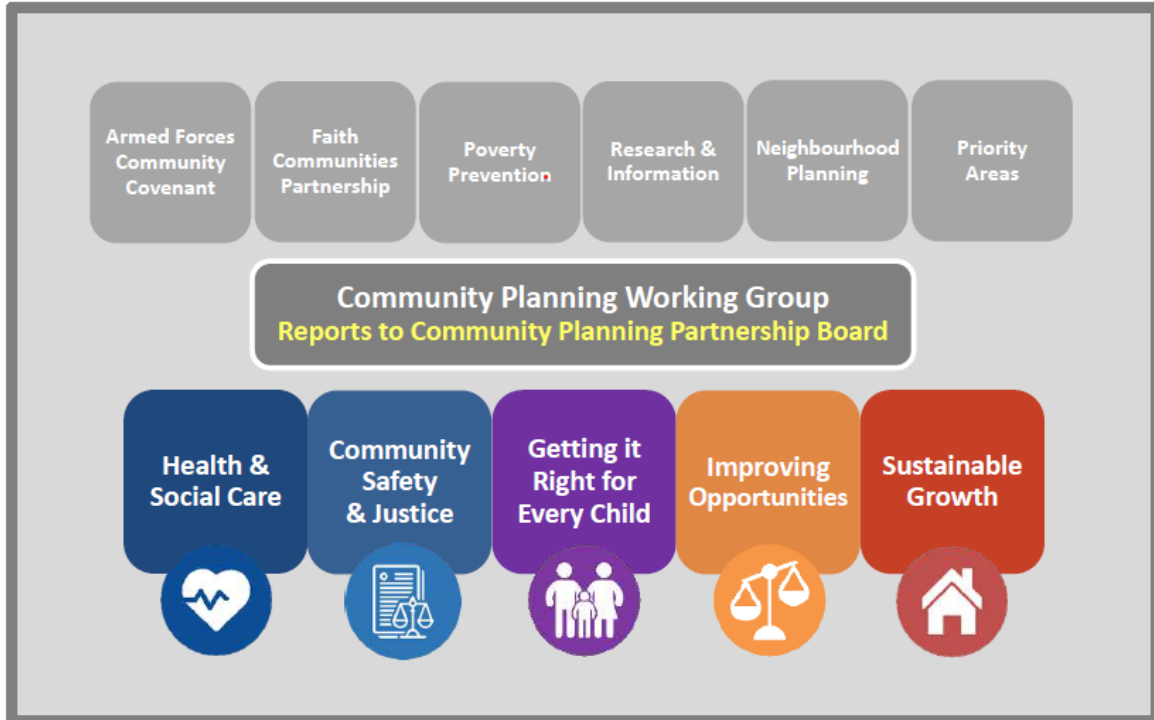 Armed Forces
Community
Covenant
Faith
Communities
Partnership
Poverty
Prevention
Research &
Information
Neighbourhood
Planning
Priority
Areas
Community Planning Working Group
Reports to Community Planning Partnership Board
Health &
Social Care
Community
Safety
& Justice
Getting it
Right for
Every Child
Improving
Opportunities
Sustainable
Growth